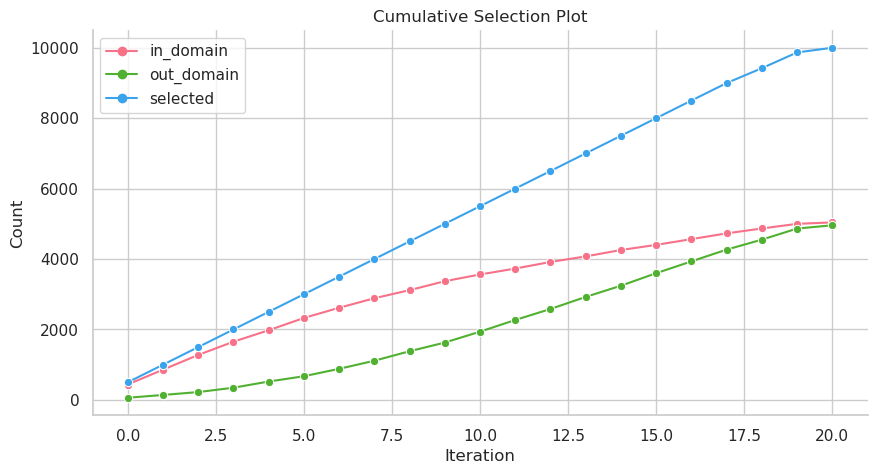 Cumulative Selection Plot
in_domain
out_domain
selected
Count
10000
8000
6000
4000
2000
0
0.0 2.5 5.0 7.5 10.0 12.5 15.0 17.5 20.0
Iteration